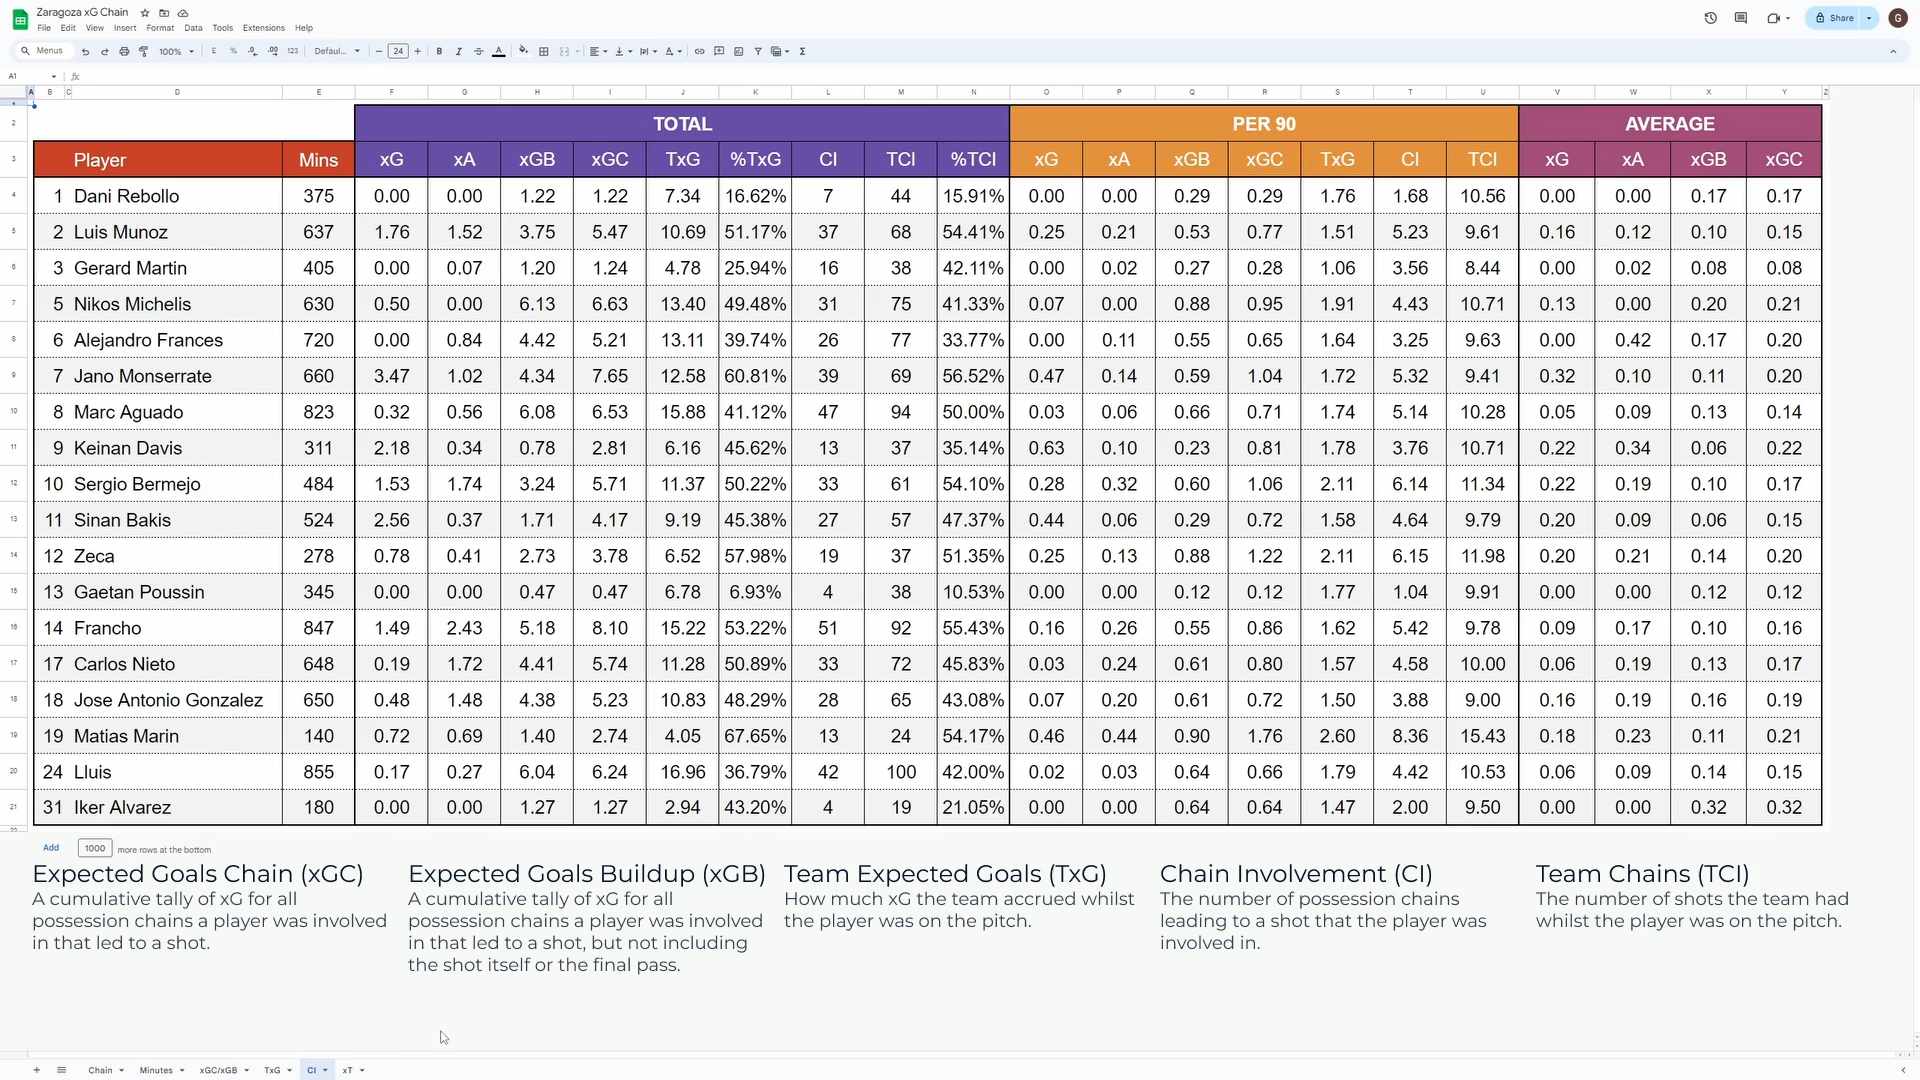 Zaragoza xG Chain
File Edit View Insert Format Data Tools Extensions Help
Share
G
Menus 100% £ % .0 .00 123 Defaul... 24 B I S A Σ
A1 fx
A B C D E F G H I J K L M N O P Q R S T U V W X Y Z
TOTAL PER 90 AVERAGE
Player Mins xG xA xGB xGC TxG %TxG CI TCI %TCI xG xA xGB xGC TxG CI TCI xG xA xGB xGC
1 Dani Rebollo 375 0.00 0.00 1.22 1.22 7.34 16.62% 7 44 15.91% 0.00 0.00 0.29 0.29 1.76 1.68 10.56 0.00 0.00 0.17 0.17
2 Luis Munoz 637 1.76 1.52 3.75 5.47 10.69 51.17% 37 68 54.41% 0.25 0.21 0.53 0.77 1.51 5.23 9.61 0.16 0.12 0.10 0.15
3 Gerard Martin 405 0.00 0.07 1.20 1.24 4.78 25.94% 16 38 42.11% 0.00 0.02 0.27 0.28 1.06 3.56 8.44 0.00 0.02 0.08 0.08
5 Nikos Michelis 630 0.50 0.00 6.13 6.63 13.40 49.48% 31 75 41.33% 0.07 0.00 0.88 0.95 1.91 4.43 10.71 0.13 0.00 0.20 0.21
6 Alejandro Frances 720 0.00 0.84 4.42 5.21 13.11 39.74% 26 77 33.77% 0.00 0.11 0.55 0.65 1.64 3.25 9.63 0.00 0.42 0.17 0.20
7 Jano Monserrate 660 3.47 1.02 4.34 7.65 12.58 60.81% 39 69 56.52% 0.47 0.14 0.59 1.04 1.72 5.32 9.41 0.32 0.10 0.11 0.20
8 Marc Aguado 823 0.32 0.56 6.08 6.53 15.88 41.12% 47 94 50.00% 0.03 0.06 0.66 0.71 1.74 5.14 10.28 0.05 0.09 0.13 0.14
9 Keinan Davis 311 2.18 0.34 0.78 2.81 6.16 45.62% 13 37 35.14% 0.63 0.10 0.23 0.81 1.78 3.76 10.71 0.22 0.34 0.06 0.22
10 Sergio Bermejo 484 1.53 1.74 3.24 5.71 11.37 50.22% 33 61 54.10% 0.28 0.32 0.60 1.06 2.11 6.14 11.34 0.22 0.19 0.10 0.17
11 Sinan Bakis 524 2.56 0.37 1.71 4.17 9.19 45.38% 27 57 47.37% 0.44 0.06 0.29 0.72 1.58 4.64 9.79 0.20 0.09 0.06 0.15
12 Zeca 278 0.78 0.41 2.73 3.78 6.52 57.98% 19 37 51.35% 0.25 0.13 0.88 1.22 2.11 6.15 11.98 0.20 0.21 0.14 0.20
13 Gaetan Poussin 345 0.00 0.00 0.47 0.47 6.78 6.93% 4 38 10.53% 0.00 0.00 0.12 0.12 1.77 1.04 9.91 0.00 0.00 0.12 0.12
14 Francho 847 1.49 2.43 5.18 8.10 15.22 53.22% 51 92 55.43% 0.16 0.26 0.55 0.86 1.62 5.42 9.78 0.09 0.17 0.10 0.16
17 Carlos Nieto 648 0.19 1.72 4.41 5.74 11.28 50.89% 33 72 45.83% 0.03 0.24 0.61 0.80 1.57 4.58 10.00 0.06 0.19 0.13 0.17
18 Jose Antonio Gonzalez 650 0.48 1.48 4.38 5.23 10.83 48.29% 28 65 43.08% 0.07 0.20 0.61 0.72 1.50 3.88 9.00 0.16 0.19 0.16 0.19
19 Matias Marin 140 0.72 0.69 1.40 2.74 4.05 67.65% 13 24 54.17% 0.46 0.44 0.90 1.76 2.60 8.36 15.43 0.18 0.23 0.11 0.21
24 Lluis 855 0.17 0.27 6.04 6.24 16.96 36.79% 42 100 42.00% 0.02 0.03 0.64 0.66 1.79 4.42 10.53 0.06 0.09 0.14 0.15
31 Iker Alvarez 180 0.00 0.00 1.27 1.27 2.94 43.20% 4 19 21.05% 0.00 0.00 0.64 0.64 1.47 2.00 9.50 0.00 0.00 0.32 0.32
Add 1000 more rows at the bottom
Expected Goals Chain (xGC)
A cumulative tally of xG for all
possession chains a player was involved
in that led to a shot.
Expected Goals Buildup (xGB)
A cumulative tally of xG for all
possession chains a player was involved
in that led to a shot, but not including
the shot itself or the final pass.
Team Expected Goals (TxG)
How much xG the team accrued whilst
the player was on the pitch.
Chain Involvement (CI)
The number of possession chains
leading to a shot that the player was
involved in.
Team Chains (TCI)
The number of shots the team had
whilst the player was on the pitch.
Chain Minutes xGC/xGB TxG CI xT